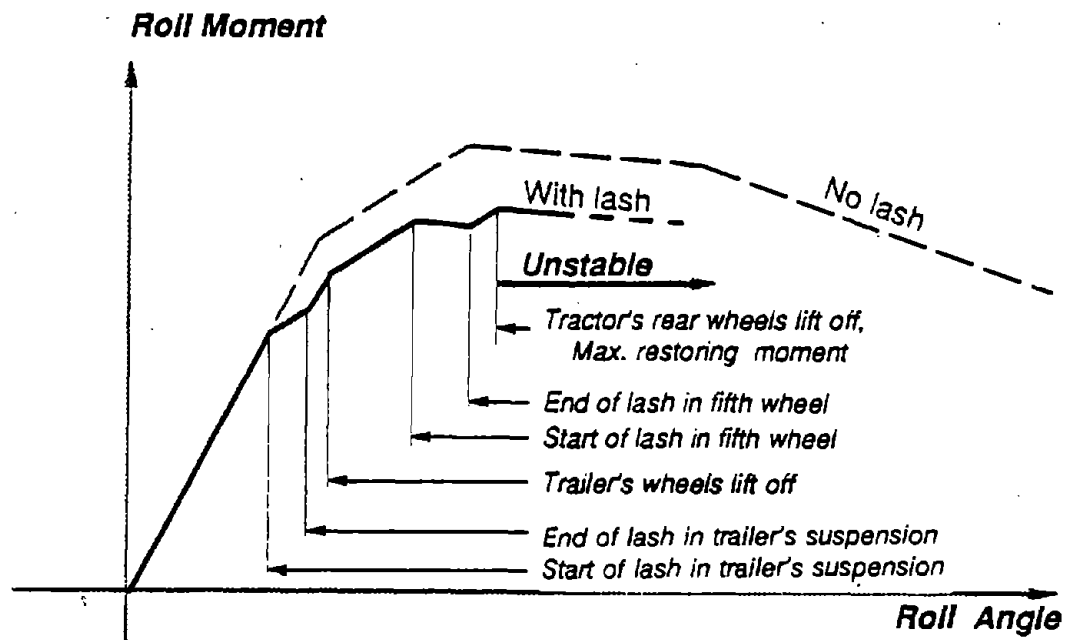 Roll Moment
With lash
No lash
Unstable
Tractor's rear wheels lift off,
Max. restoring moment
End of lash in fifth wheel
Start of lash in fifth wheel
Trailer's wheels lift off
End of lash in trailer's suspension
Start of lash in trailer's suspension
Roll Angle